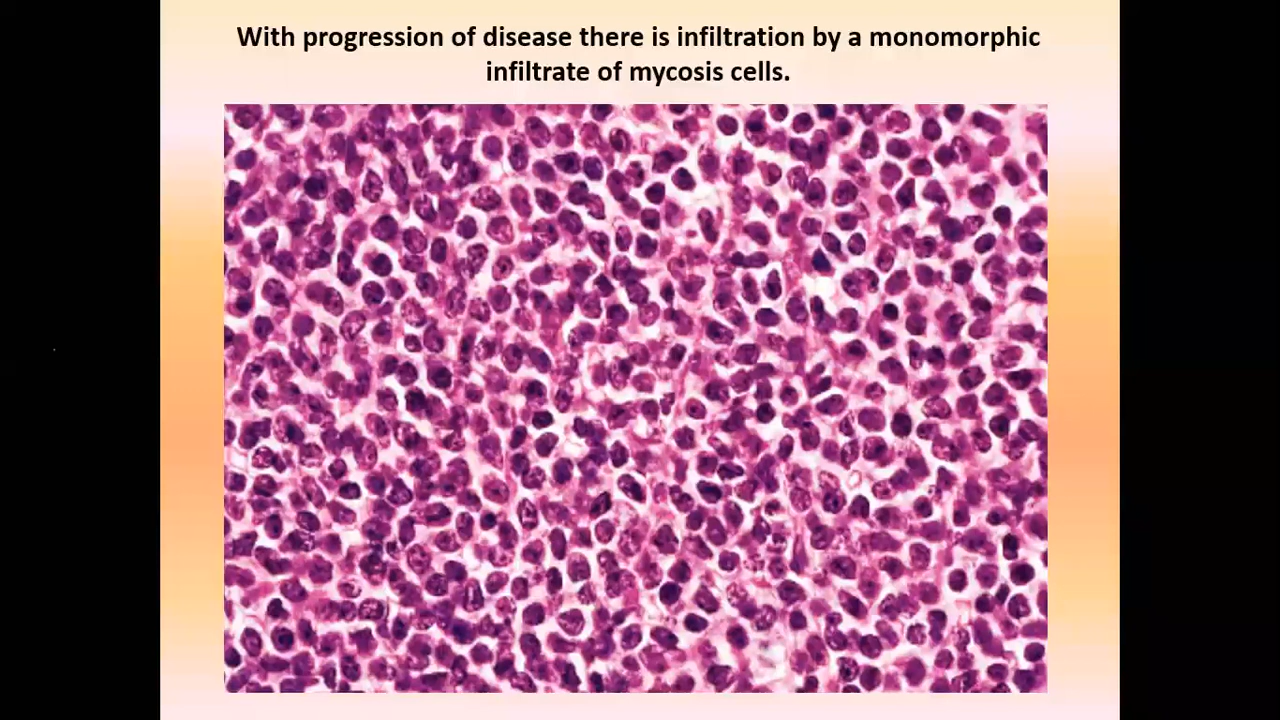 With progression of disease there is infiltration by a monomorphic
infiltrate of mycosis cells.